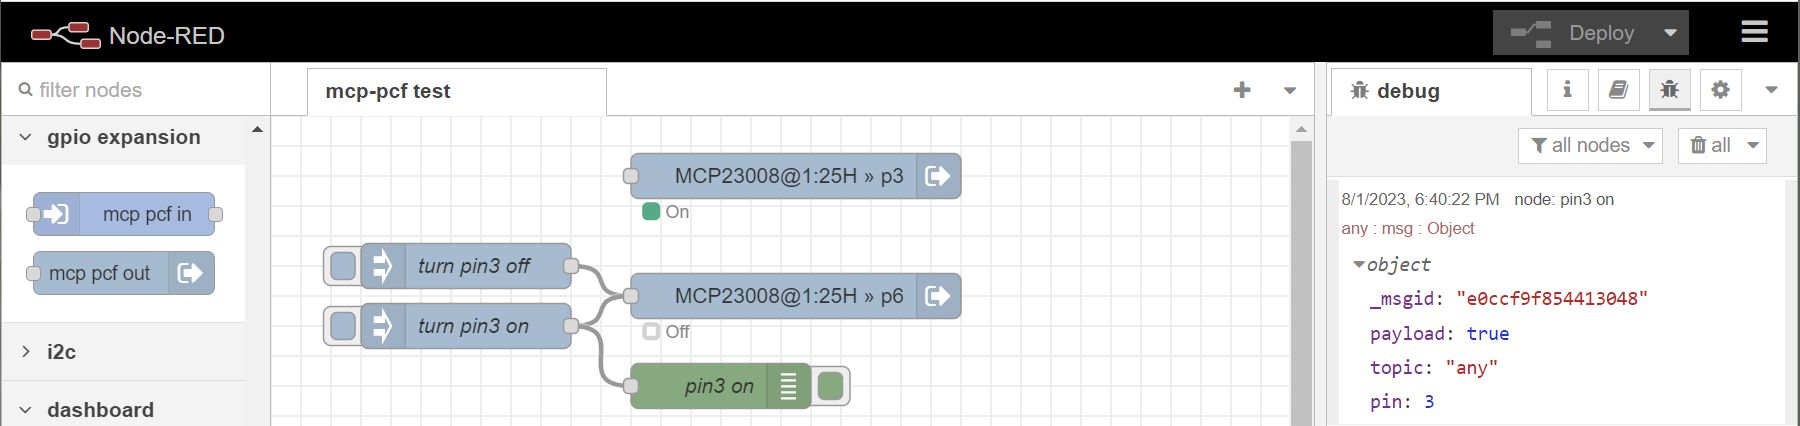 Node-RED
Deploy
filter nodes
mcp-pcf test
debug
gpio expansion
all nodes
all
mcp pcf in
mcp pcf out
i2c
dashboard
MCP23008@1:25H » p3
On
turn pin3 off
turn pin3 on
MCP23008@1:25H » p6
Off
pin3 on
8/1/2023, 6:40:22 PM node: pin3 on
any : msg : Object
object
_msgid: "e0ccf9f854413048"
payload: true
topic: "any"
pin: 3